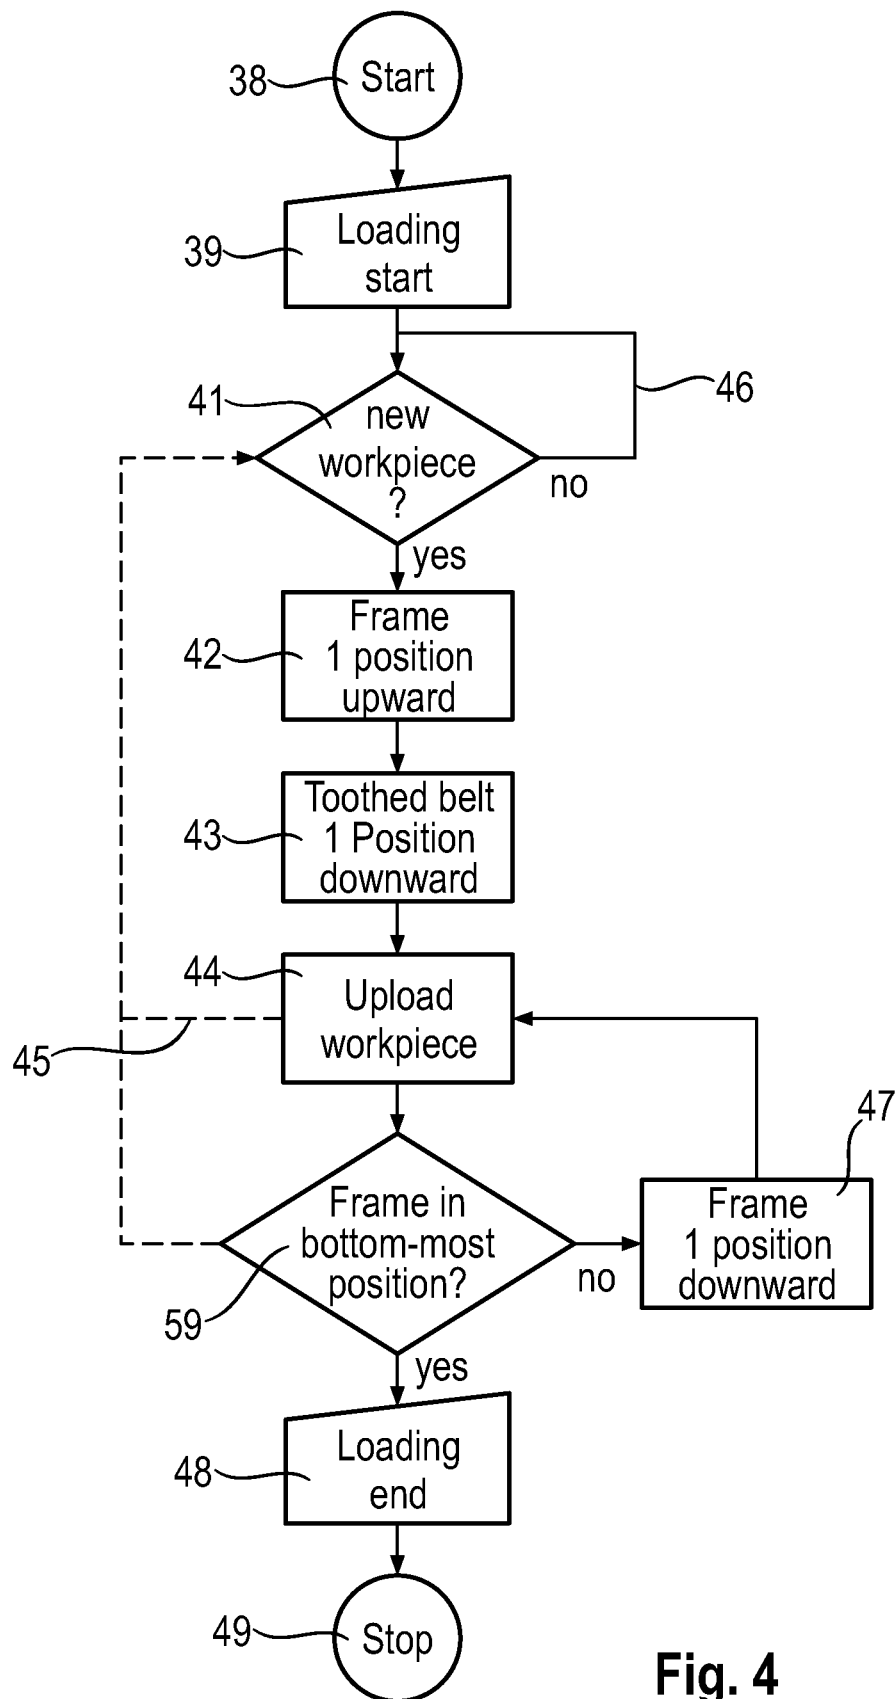 38
Start
39
Loading
start
46
41
new
workpiece
?
no
yes
42
Frame
1 position
upward
43
Toothed belt
1 Position
downward
44
Upload
workpiece
45
47
Frame
1 position
downward
Frame in
bottom-most
position?
no
59
yes
48
Loading
end
49
Stop
Fig. 4